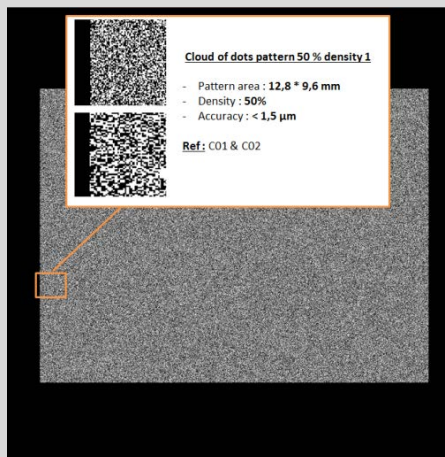 Cloud of dots pattern 50 % density 1
- Pattern area : 12,8 * 9,6 mm
- Density : 50%
- Accuracy : < 1,5 µm
Ref : C01 & C02